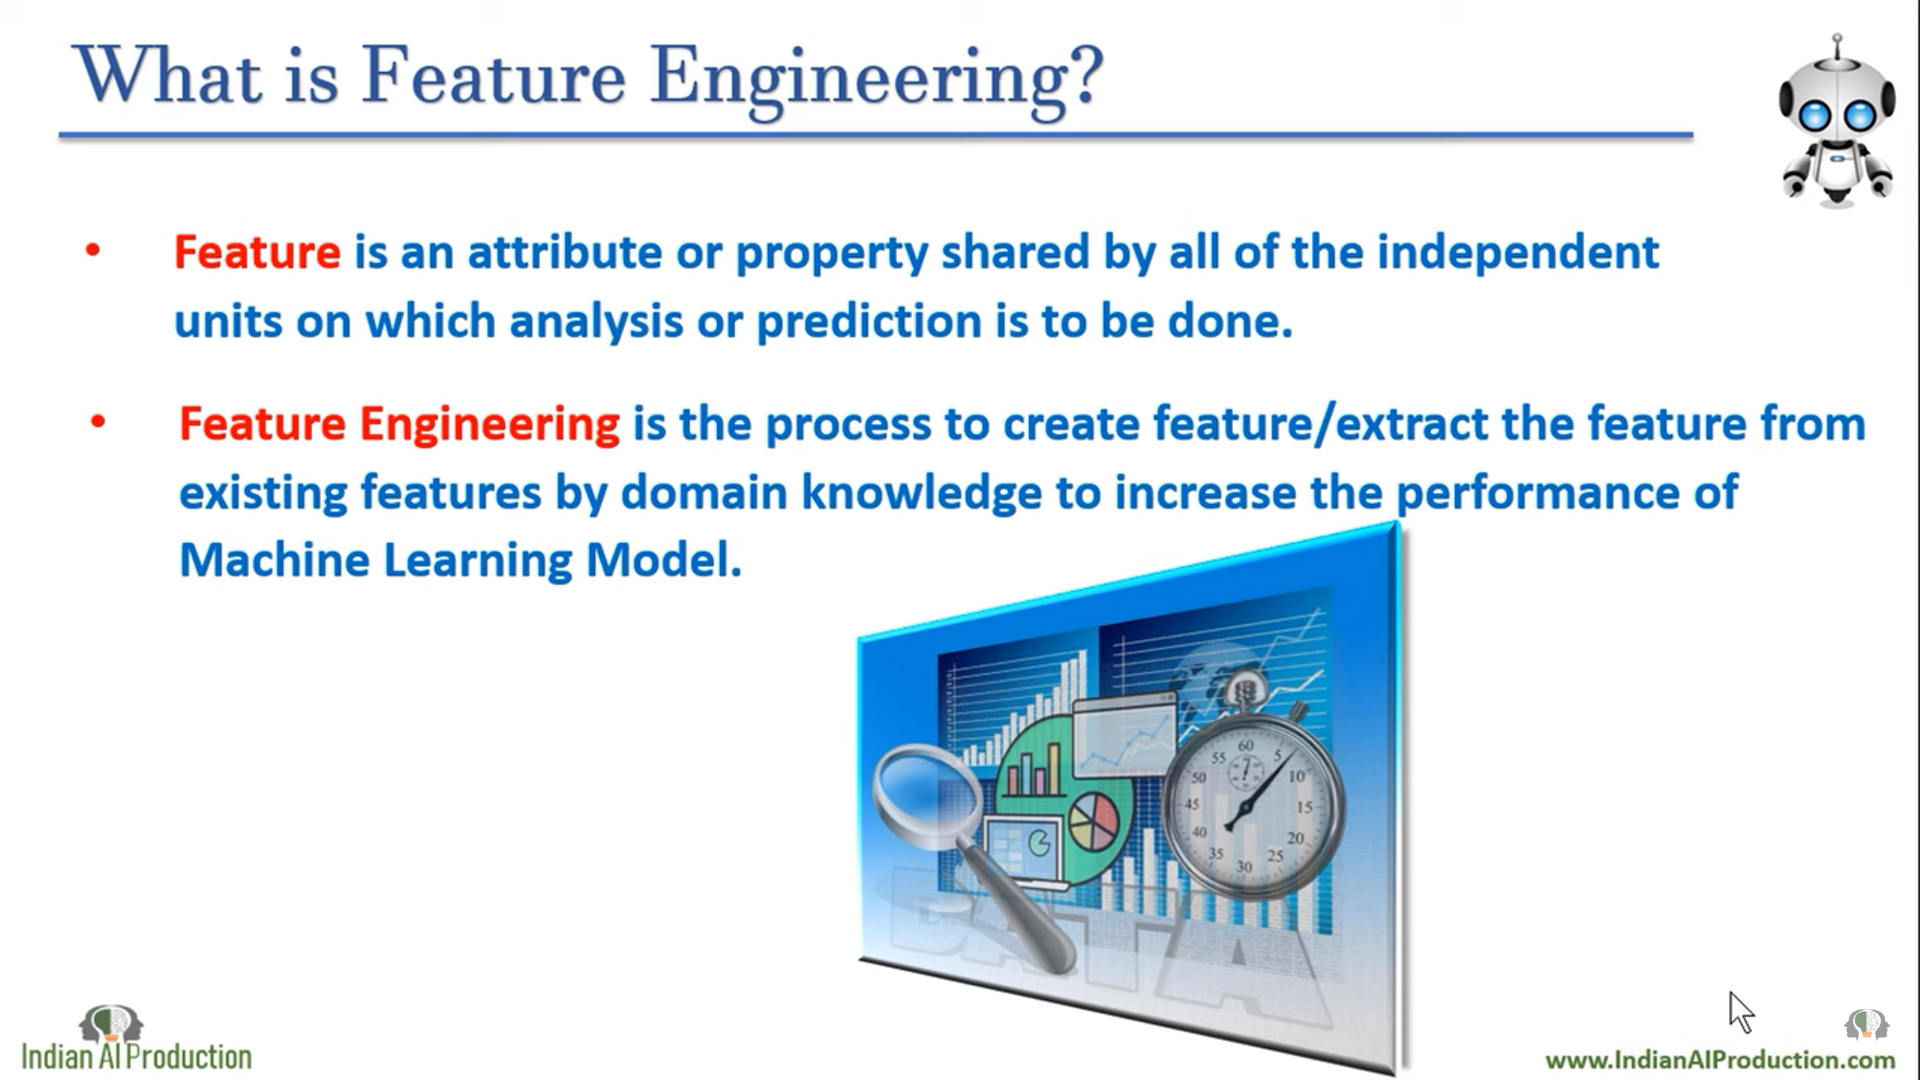 What is Feature Engineering?
• Feature is an attribute or property shared by all of the independent
units on which analysis or prediction is to be done.
• Feature Engineering is the process to create feature/extract the feature from
existing features by domain knowledge to increase the performance of
Machine Learning Model.
60
55
5
50
10
45
15
40
20
35
25
30
DATA
Indian AI Production
www.IndianAIProduction.com